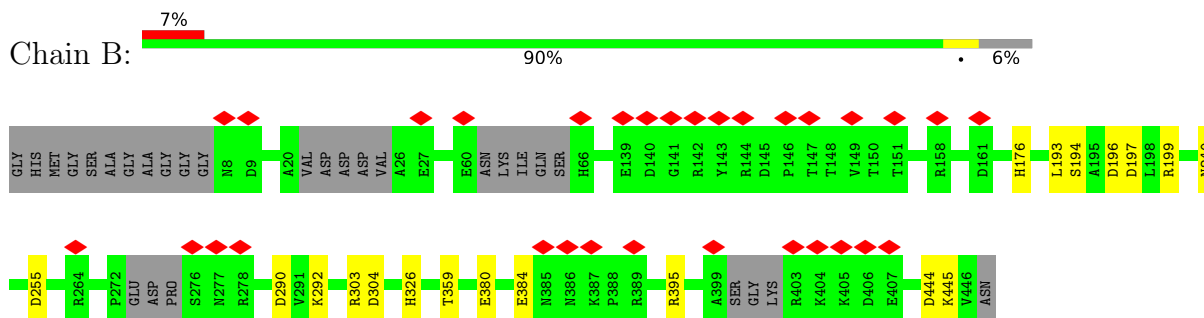 7%
Chain B:
90% • 6%
GLY HIS MET GLY SER ALA GLY ALA GLY GLY GLY N8 D9 A20 VAL ASP ASP ASP VAL A26 E27 E60 ASN LYS ILE GLN SER H66 E139 D140 G141 R142 Y143 R144 D145 P146 T147 T148 V149 T150 T151 R158 D161 H176 L193 S194 A195 D196 D197 L198 R199
D255 R264 P272 GLU ASP PRO S276 N277 R278 D290 V291 K292 R303 D304 H326 T359 E380 E384 N385 N386 K387 P388 R389 R395 A399 SER GLY LYS R403 K404 K405 D406 E407 D444 K445 V446 ASN